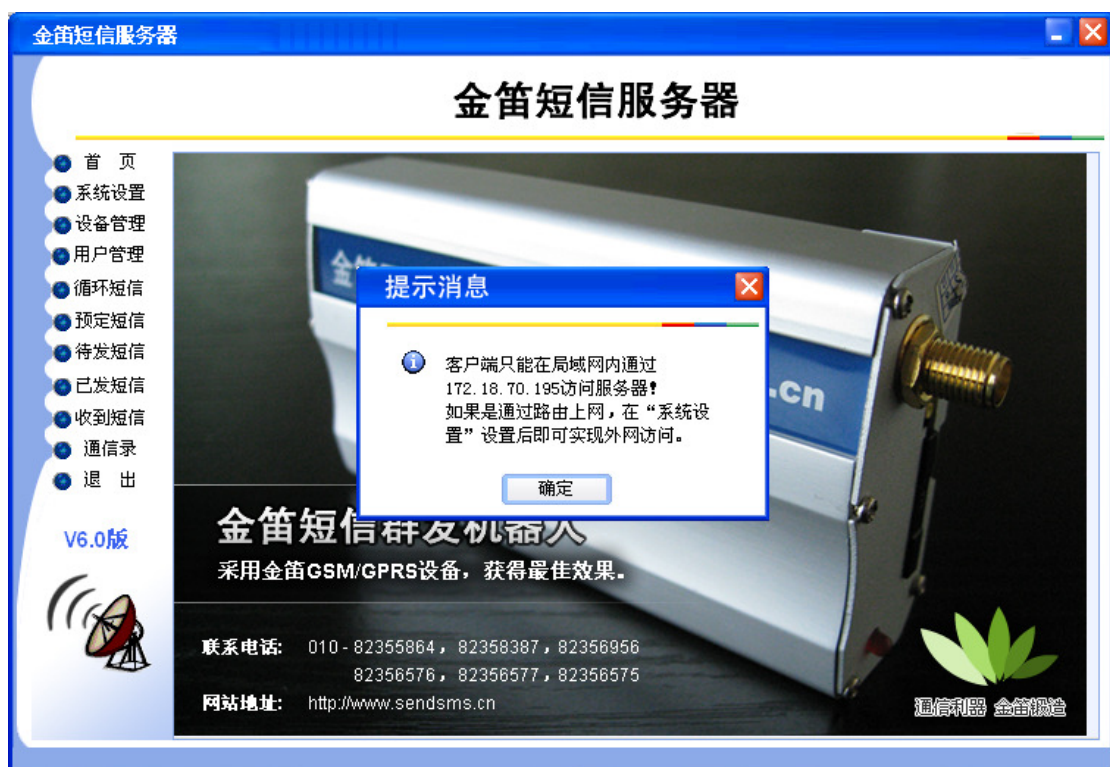 金笛短信服务器
金笛短信服务器
首 页
系统设置
设备管理
用户管理
循环短信
预定短信
待发短信
已发短信
收到短信
通信录
退 出
V6.0版
提示消息
客户端只能在局域网内通过
172.18.70.195访问服务器!
如果是通过路由上网,在“系统设
置”设置后即可实现外网访问。
确定
.cn
金笛短信群发机器人
采用金笛GSM/GPRS设备,获得最佳效果。
联系电话: 010-82355864,82358387,82356956
82356576,82356577,82356575
网站地址: http://www.sendsms.cn
通信利器 金笛锻造